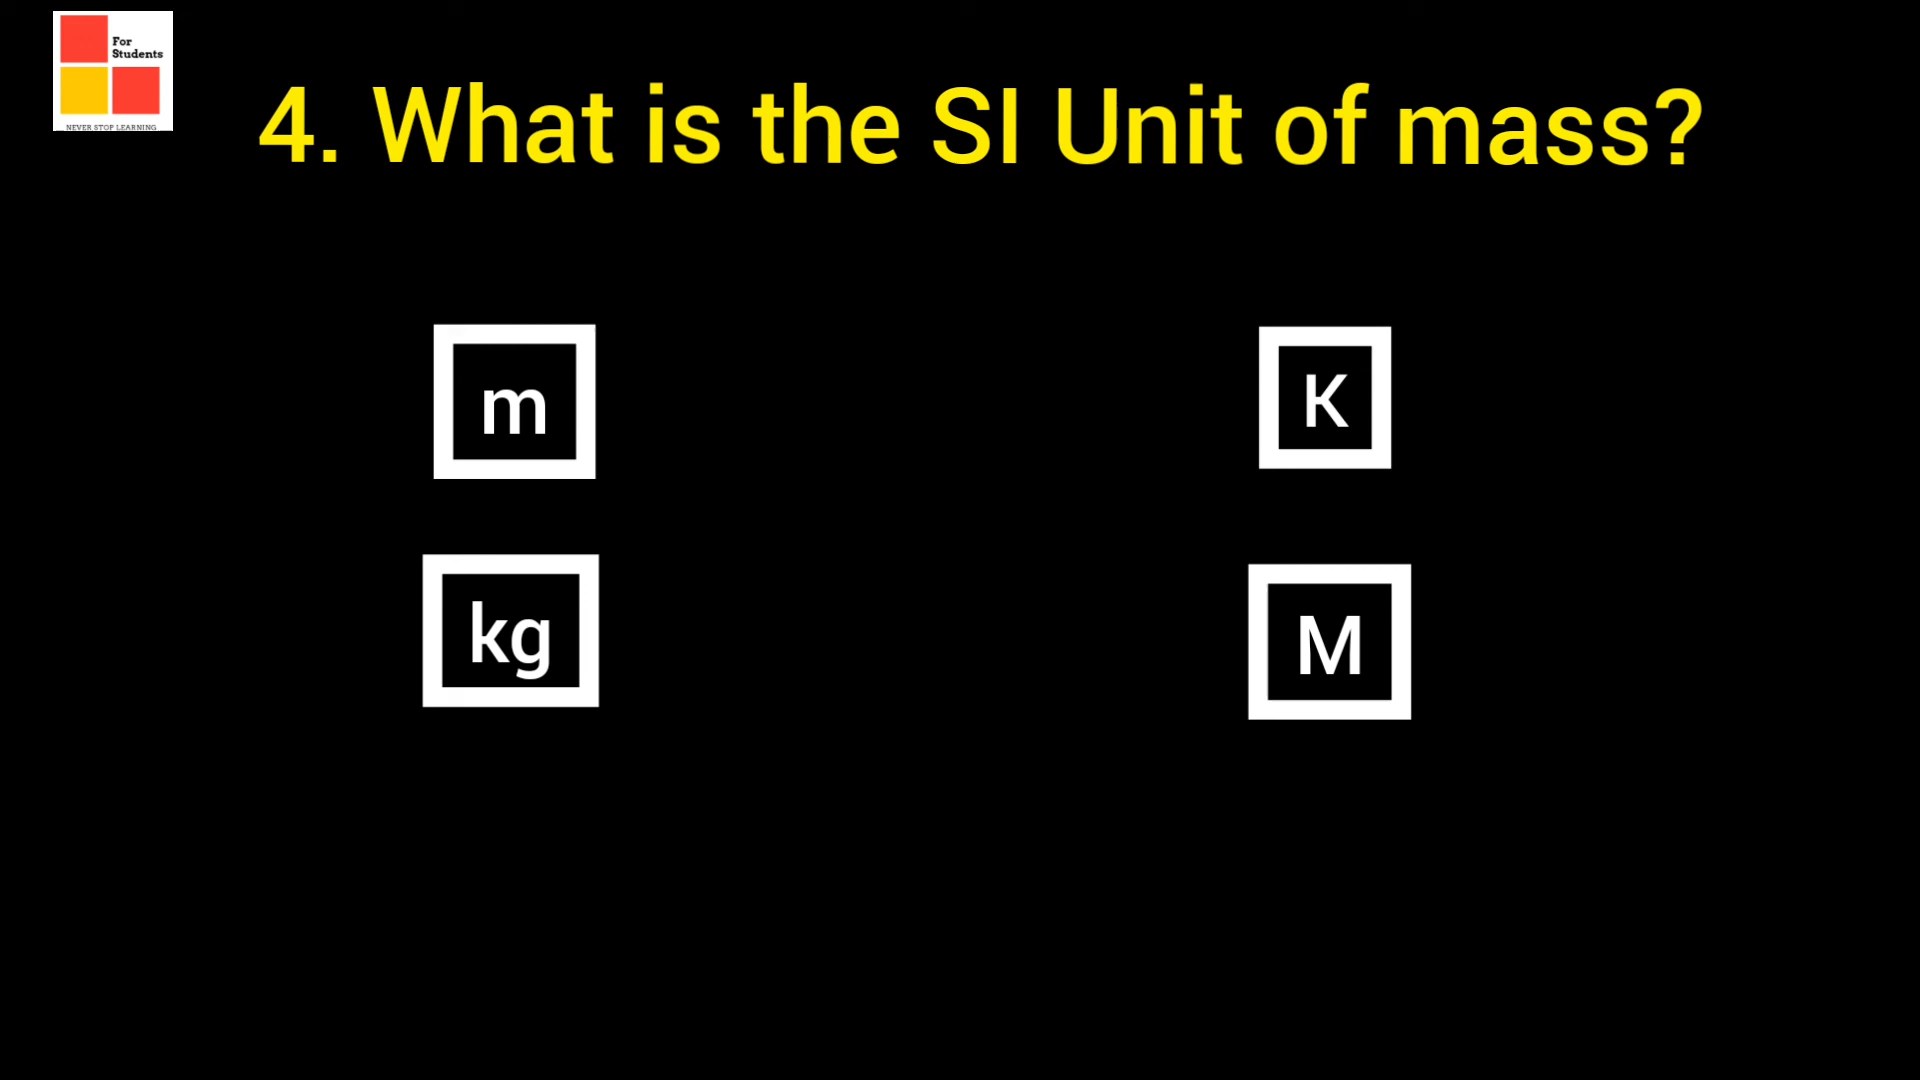 For
Students
NEVER STOP LEARNING
4. What is the SI Unit of mass?
m
K
kg
M